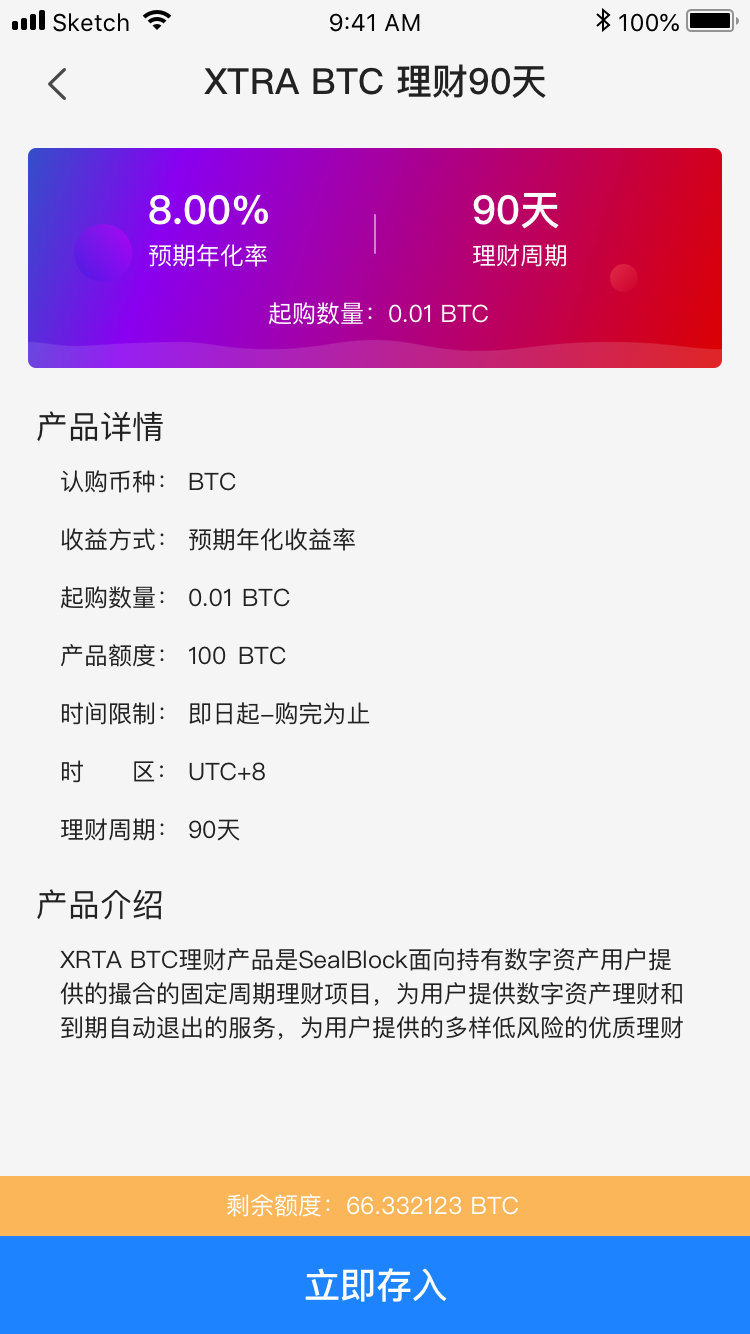 Sketch 9:41 AM 100%
XTRA BTC 理财90天
8.00% 90天
预期年化率 理财周期
起购数量：0.01 BTC
产品详情
认购币种： BTC
收益方式： 预期年化收益率
起购数量： 0.01 BTC
产品额度： 100 BTC
时间限制： 即日起–购完为止
时 区： UTC+8
理财周期： 90天
产品介绍
XRTA BTC理财产品是SealBlock面向持有数字资产用户提
供的撮合的固定周期理财项目，为用户提供数字资产理财和
到期自动退出的服务，为用户提供的多样低风险的优质理财
剩余额度：66.332123 BTC
立即存入